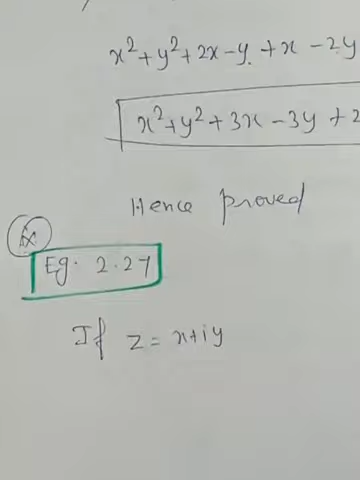 x²+y²+2x-y+x-2y
x²+y²+3x-3y+2
Hence proved
Eg. 2.27
If z = x+iy